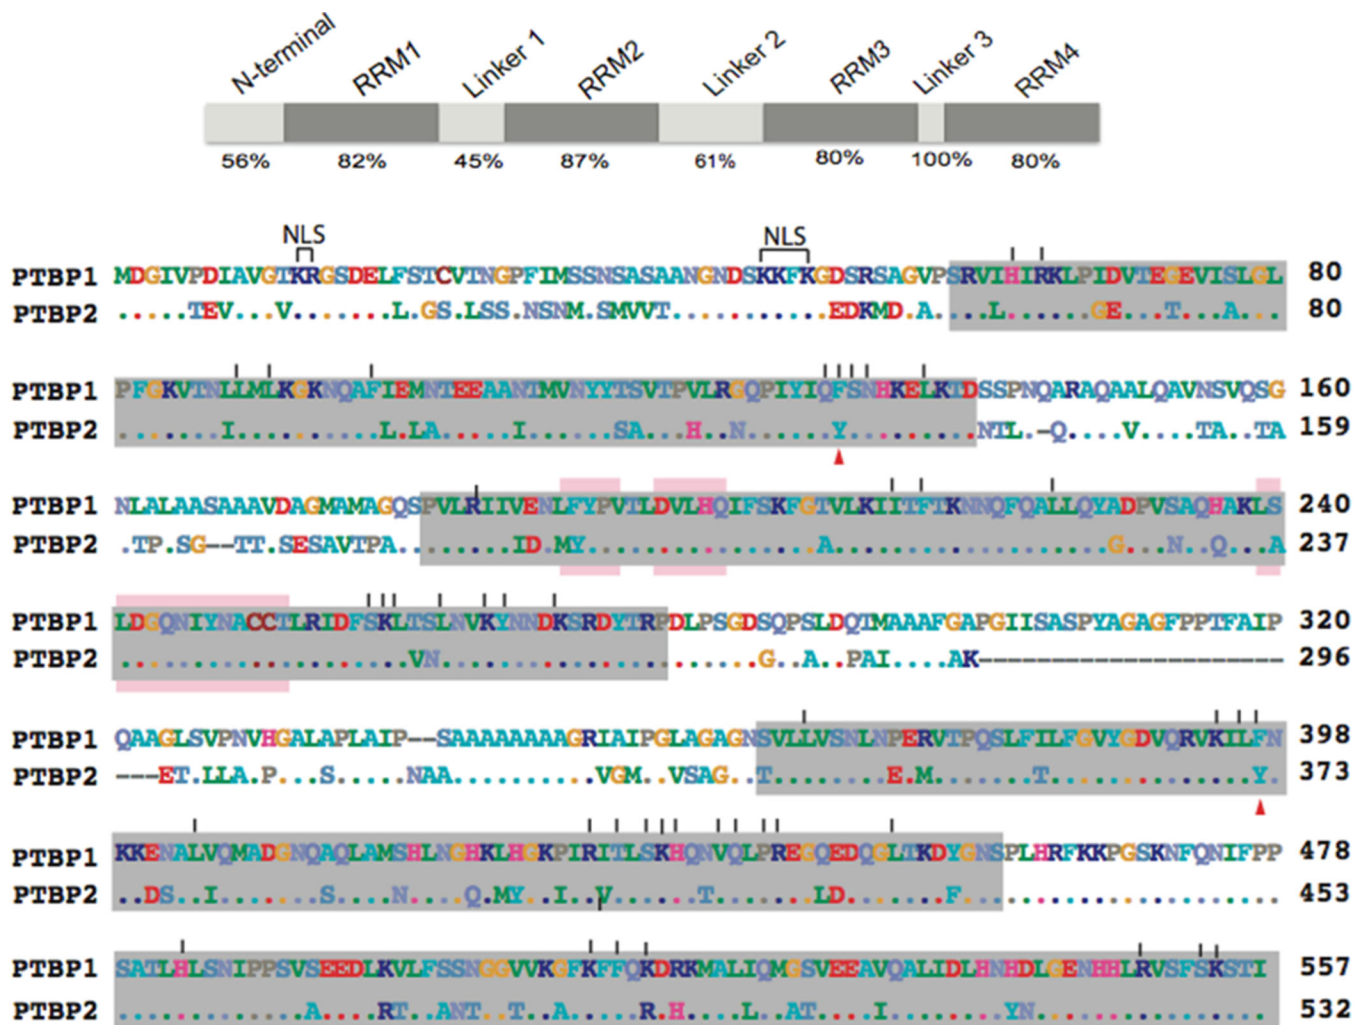 N-terminal RRM1 Linker 1 RRM2 Linker 2 RRM3 Linker 3 RRM4
56% 82% 45% 87% 61% 80% 100% 80%
NLS NLS
PTBP1 MDGIVPDIAVGTKRGSDELFSTCVTNGPFIMSSNSASAANGNDSKKFKGDSRSAGVPSRVIHIRKLPIDVTEGEVISLGL 80
PTBP2 .....TEV...V.......L.GS.LSS.NSNM.SMVVT...........EDKMD.A....L......GE...T...A... 80
PTBP1 PFGKVTNLLMLKGKNQAFIEMNTEEAANTMVNYYTSVTPVLRGQPIYIQFSNHKELKTDSSPNQARAQAALQAVNSVQSG 160
PTBP2 .......I..........L.LA.....I......SA...H..N......Y.........NTL.-Q....V....TA..TA 159
PTBP1 NLALAASAAAVDAGMAMAGQSPVLRIIVENLFYPVTLDVLHQIFSKFGTVLKIITFTKNNQFQALLQYADPVSAQHAKLS 240
PTBP2 .TP.SG--TT.SESAVTPA........ID.MY................A...................G...N..Q...A 237
PTBP1 LDGQNIYNACCTLRIDFSKLTSLNVKYNNDKSRDYTRPDLPSGDSQPSLDQTMAAAFGAPGIISASPYAGAGFPPTFAIP 320
PTBP2 ....................VN......................G..A..PAI....AK--------------------- 296
PTBP1 QAAGLSVPNVHGALAPLAIP--SAAAAAAAAGRIAIPGLAGAGNSVLLVSNLNPERVTPQSLFILFGVYGDVQRVKILFN 398
PTBP2 ---ET.LLA.P...S.....NAA..........VGM..VSAG..T........E.M.......T..............Y. 373
PTBP1 KKENALVQMADGNQAQLAMSHLNGHKLHGKPIRITLSKHQNVQLPREGQEDQGLTKDYGNSPLHRFKKPGSKNFQNIFPP 478
PTBP2 ..DS..I.......S....N....Q.MY..I..V......T.......LD.......F...................... 453
PTBP1 SATLHLSNIPPSVSEEDLKVLFSSNGGVVKGFKFFQKDRKMALIQMGSVEEAVQALIDLHNHDLGENHHLRVSFSKSTI 557
PTBP2 .............A....RT..ANT..T..A.....R.H....L..AT....I........YN................ 532